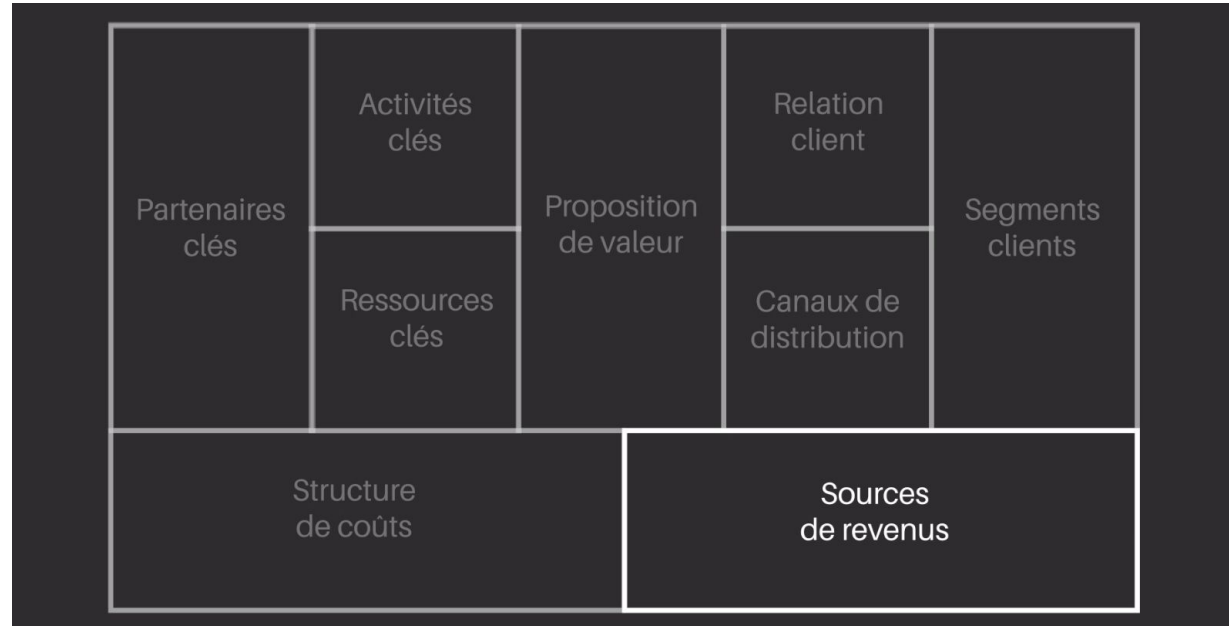 Partenaires
clés
Activités
clés
Ressources
clés
Proposition
de valeur
Relation
client
Canaux de
distribution
Segments
clients
Structure
de coûts
Sources
de revenus